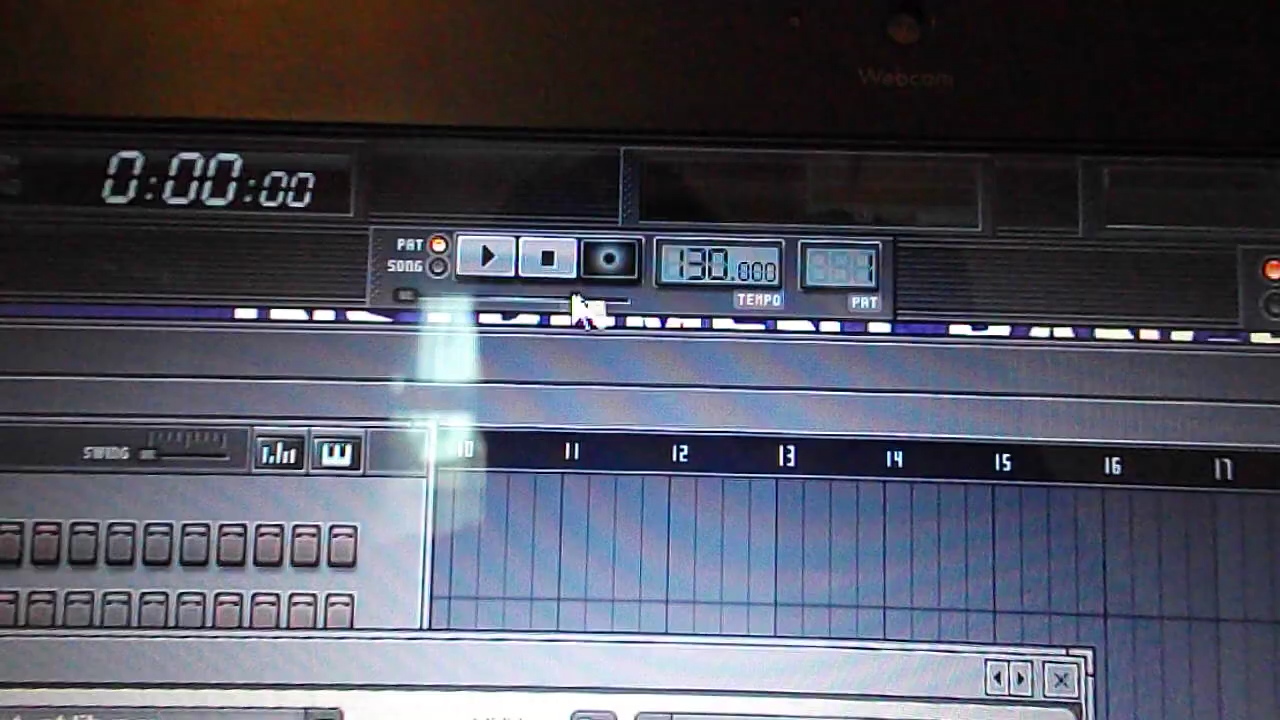 Webcam
0:00:00
PAT
SONG
130.000
1
TEMPO
PAT
SWING
10 11 12 13 14 15 16 17